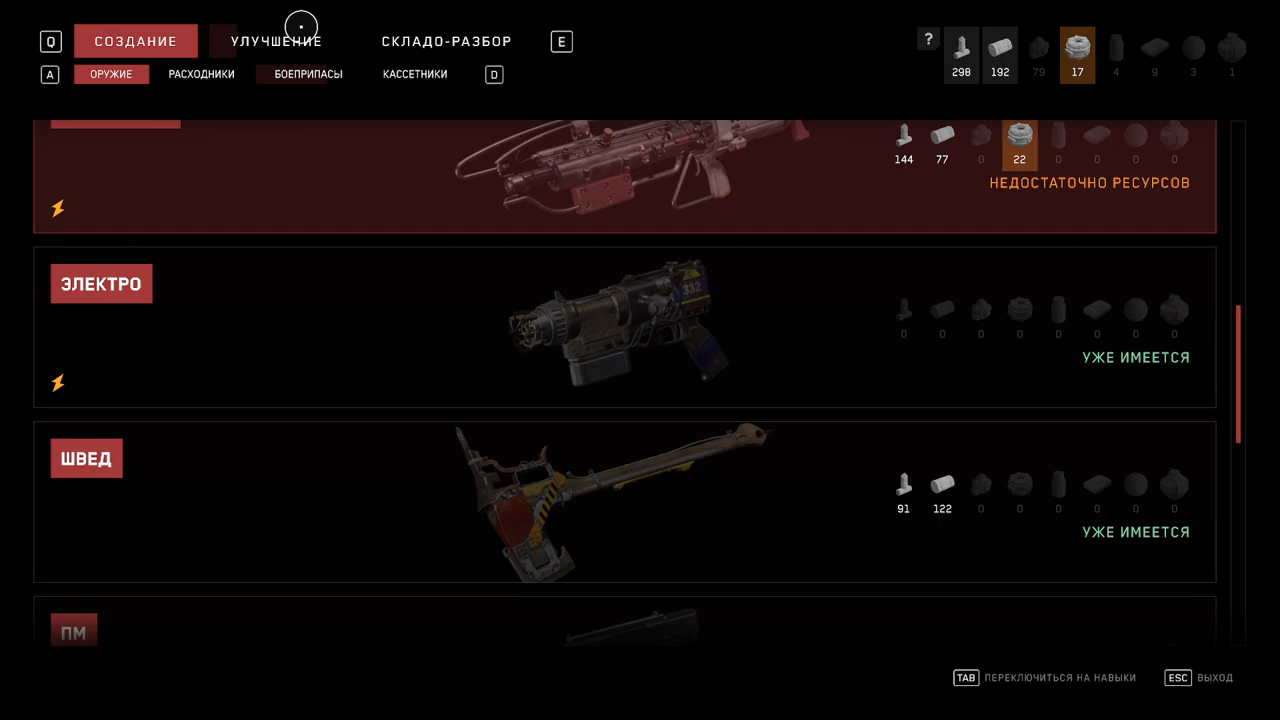 Q СОЗДАНИЕ УЛУЧШЕНИЕ СКЛАДО-РАЗБОР E ?
A ОРУЖИЕ РАСХОДНИКИ БОЕПРИПАСЫ КАССЕТНИКИ D
298 192 79 17 4 9 3 1
144 77 0 22 0 0 0 0
НЕДОСТАТОЧНО РЕСУРСОВ
ЭЛЕКТРО
332
0 0 0 0 0 0 0 0
УЖЕ ИМЕЕТСЯ
ШВЕД
91 122 0 0 0 0 0 0
УЖЕ ИМЕЕТСЯ
ПМ
TAB ПЕРЕКЛЮЧИТЬСЯ НА НАВЫКИ ESC ВЫХОД